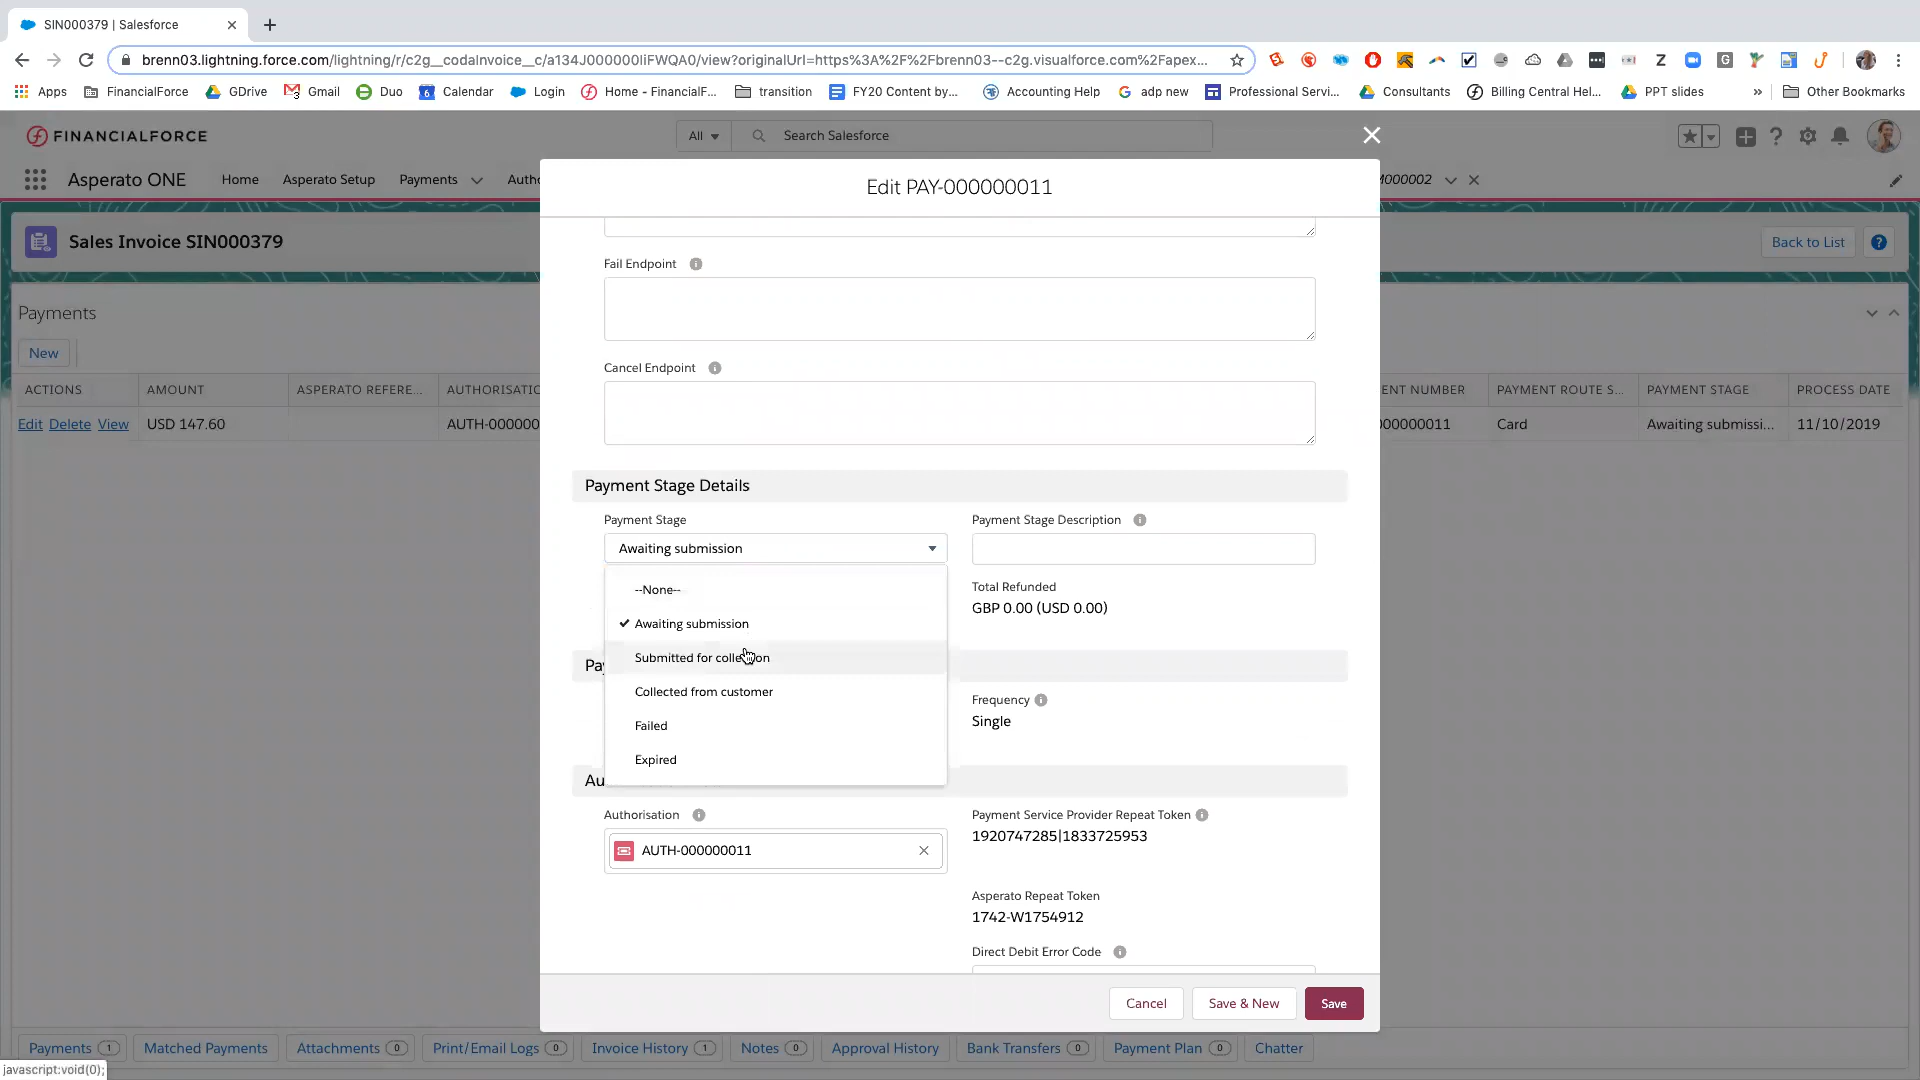 SIN000379 | Salesforce
brenn03.lightning.force.com/lightning/r/c2g__codaInvoice__c/a134J000000IiFWQA0/view?originalUrl=https%3A%2F%2Fbrenn03--c2g.visualforce.com%2Fapex...
Apps FinancialForce GDrive Gmail Duo Calendar Login Home - FinancialF... transition FY20 Content by... Accounting Help adp new Professional Servi... Consultants Billing Central Hel... PPT slides » Other Bookmarks
FINANCIALFORCE
All Search Salesforce
Asperato ONE Home Asperato Setup Payments
Edit PAY-000000011
Sales Invoice SIN000379
Back to List
Payments
New
ACTIONS AMOUNT ASPERATO REFERE... PAYMENT ROUTE S... PAYMENT STAGE PROCESS DATE
Edit Delete View USD 147.60 Card Awaiting submissi... 11/10/2019
Fail Endpoint
Cancel Endpoint
Payment Stage Details
Payment Stage
Payment Stage Description
Awaiting submission
--None--
Awaiting submission
Submitted for collection
Collected from customer
Failed
Expired
Total Refunded
GBP 0.00 (USD 0.00)
Frequency
Single
Authorisation
AUTH-000000011
Payment Service Provider Repeat Token
1920747285|1833725953
Asperato Repeat Token
1742-W1754912
Direct Debit Error Code
Cancel Save & New Save
Payments 1 Matched Payments Attachments 0 Print/Email Logs 0 Invoice History 1 Notes 0 Approval History Bank Transfers 0 Payment Plan 0 Chatter
javascript:void(0);